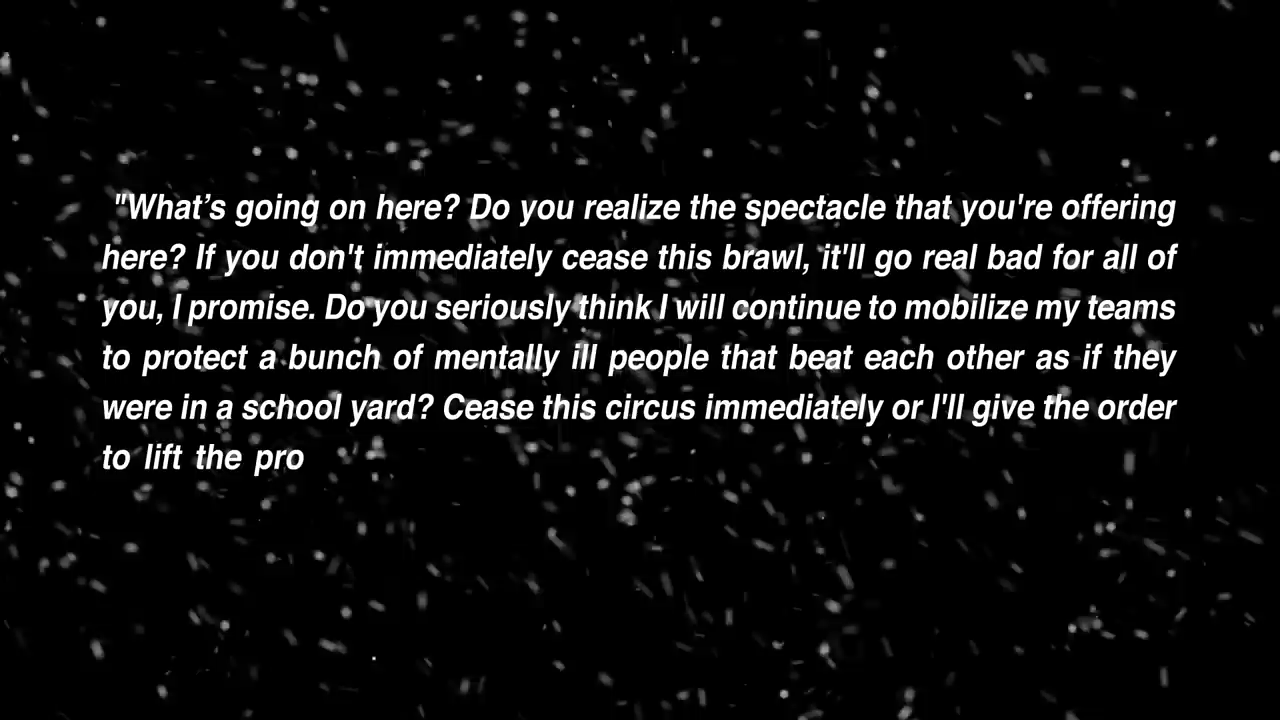 "What’s going on here? Do you realize the spectacle that you're offering
here? If you don't immediately cease this brawl, it'll go real bad for all of
you, I promise. Do you seriously think I will continue to mobilize my teams
to protect a bunch of mentally ill people that beat each other as if they
were in a school yard? Cease this circus immediately or I'll give the order
to lift the pro